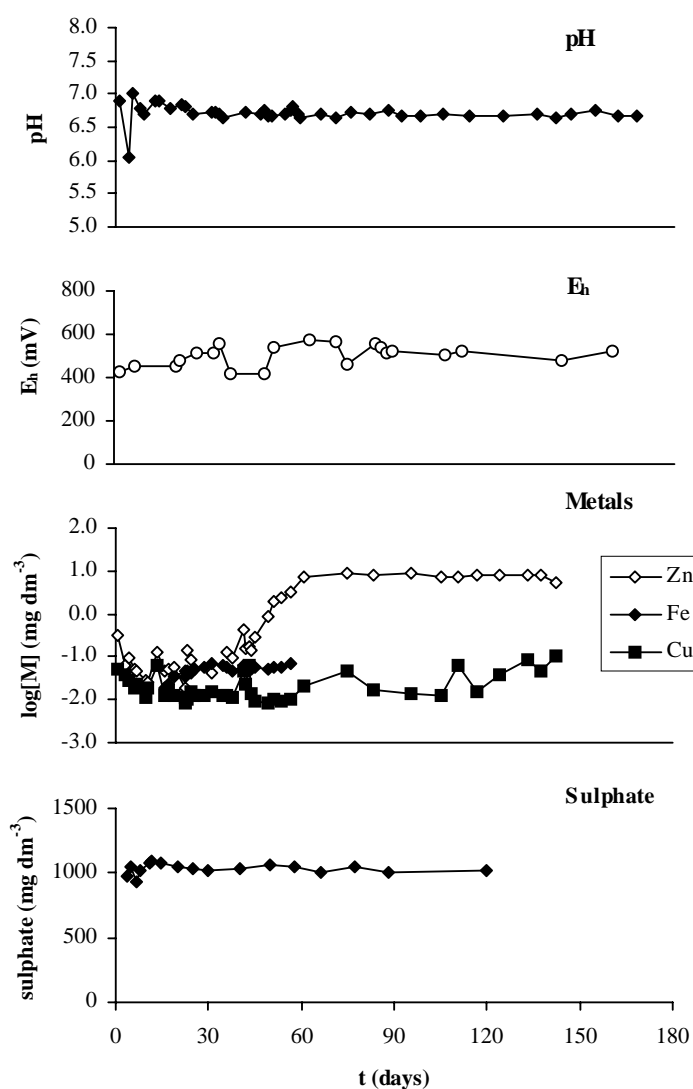 pH
8.0
7.5
7.0
6.5
6.0
5.5
5.0
pH
Eh
800
600
400
200
0
Eh (mV)
Metals
2.0
1.0
0.0
-1.0
-2.0
-3.0
log[M] (mg dm-3)
Zn
Fe
Cu
Sulphate
1500
1000
500
0
sulphate (mg dm-3)
0 30 60 90 120 150 180
t (days)